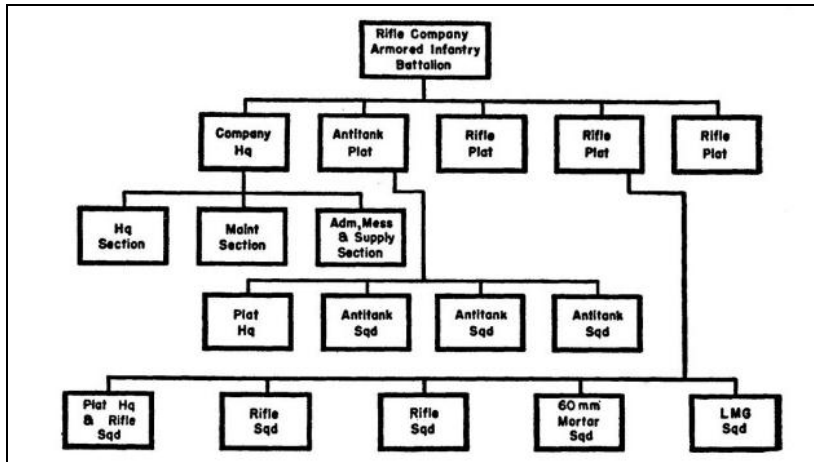 Rifle Company
Armored Infantry
Battalion
Company
Hq
Antitank
Plat
Rifle
Plat
Rifle
Plat
Rifle
Plat
Hq
Section
Maint
Section
Adm, Mess
& Supply
Section
Plat
Hq
Antitank
Sqd
Antitank
Sqd
Antitank
Sqd
Plat Hq
& Rifle
Sqd
Rifle
Sqd
Rifle
Sqd
60mm
Mortar
Sqd
LMG
Sqd